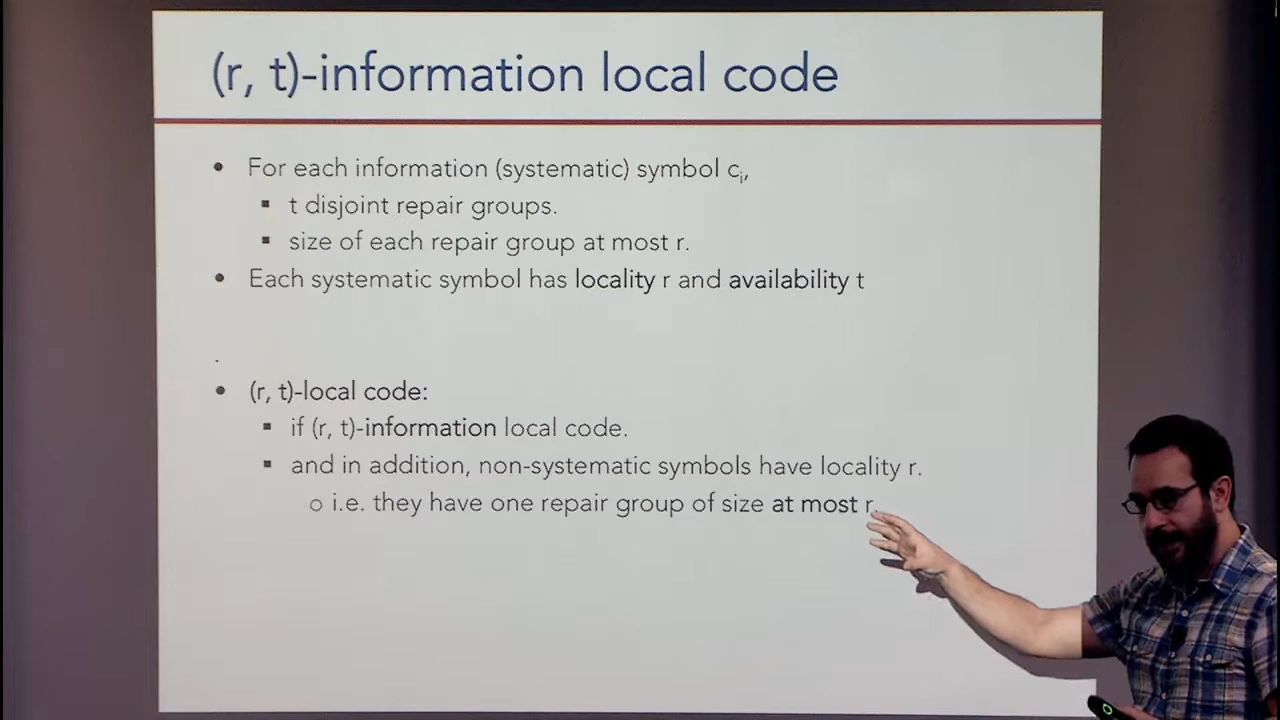 (r, t)-information local code
• For each information (systematic) symbol cᵢ,
▪ t disjoint repair groups.
▪ size of each repair group at most r.
• Each systematic symbol has locality r and availability t
.
• (r, t)-local code:
▪ if (r, t)-information local code.
▪ and in addition, non-systematic symbols have locality r.
o i.e. they have one repair group of size at most r.